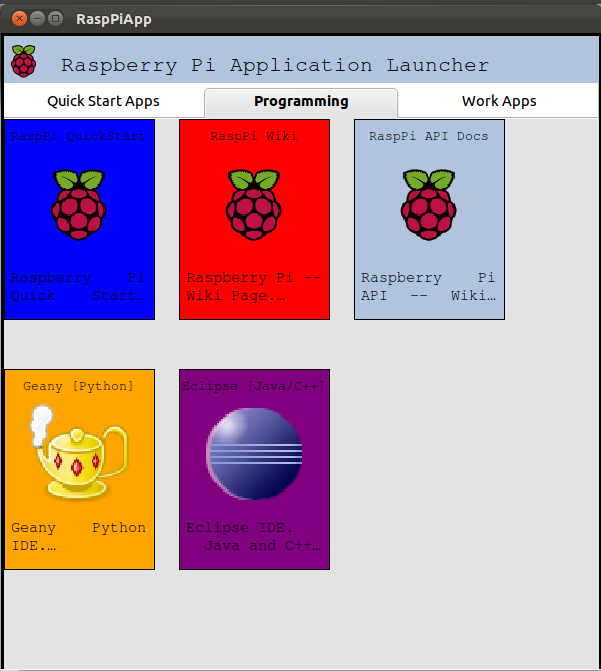 RaspPiApp
Raspberry Pi Application Launcher
Quick Start Apps Programming Work Apps
RaspPi QuickStart
Raspberry Pi
Quick Start…
RaspPi Wiki
Raspberry Pi --
Wiki Page.…
RaspPi API Docs
Raspberry Pi
API -- Wiki…
Geany [Python]
Geany Python
IDE.…
Eclipse [Java/C++]
Eclipse IDE.
Java and C++…